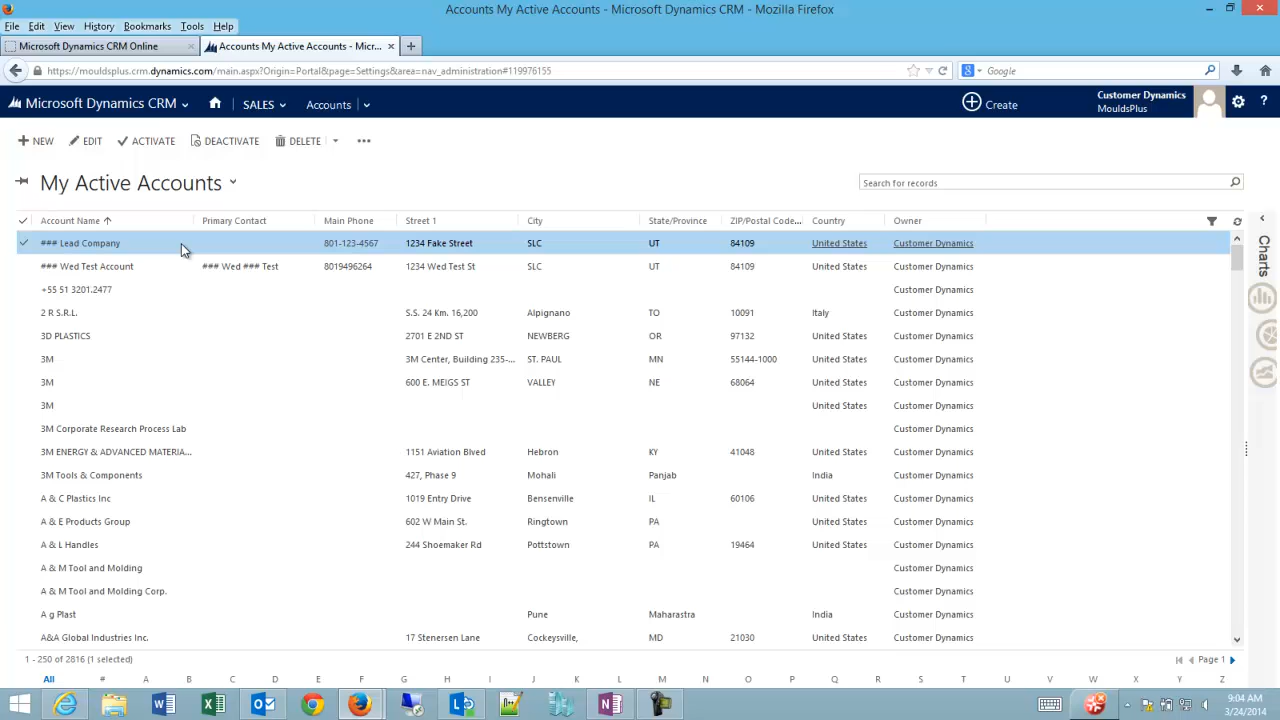 Accounts My Active Accounts - Microsoft Dynamics CRM - Mozilla Firefox
File Edit View History Bookmarks Tools Help
Microsoft Dynamics CRM Online × Accounts My Active Accounts - Micr... × +
https://mouldsplus.crm.dynamics.com/main.aspx?Origin=Portal&page=Settings&area=nav_administration#119976155 Google
Microsoft Dynamics CRM SALES Accounts Create Customer Dynamics
MouldsPlus ?
NEW EDIT ACTIVATE DEACTIVATE DELETE •••
My Active Accounts Search for records
Account Name ↑ Primary Contact Main Phone Street 1 City State/Province ZIP/Postal Code... Country Owner
### Lead Company 801-123-4567 1234 Fake Street SLC UT 84109 United States Customer Dynamics
### Wed Test Account ### Wed ### Test 8019496264 1234 Wed Test St SLC UT 84109 United States Customer Dynamics
+55 51 3201.2477 Customer Dynamics
2 R S.R.L. S.S. 24 Km. 16,200 Alpignano TO 10091 Italy Customer Dynamics
3D PLASTICS 2701 E 2ND ST NEWBERG OR 97132 United States Customer Dynamics
3M 3M Center, Building 235-... ST. PAUL MN 55144-1000 United States Customer Dynamics
3M 600 E. MEIGS ST VALLEY NE 68064 United States Customer Dynamics
3M United States Customer Dynamics
3M Corporate Research Process Lab Customer Dynamics
3M ENERGY & ADVANCED MATERIA... 1151 Aviation Blved Hebron KY 41048 United States Customer Dynamics
3M Tools & Components 427, Phase 9 Mohali Panjab India Customer Dynamics
A & C Plastics Inc 1019 Entry Drive Bensenville IL 60106 United States Customer Dynamics
A & E Products Group 602 W Main St. Ringtown PA United States Customer Dynamics
A & L Handles 244 Shoemaker Rd Pottstown PA 19464 United States Customer Dynamics
A & M Tool and Molding Customer Dynamics
A & M Tool and Molding Corp. Customer Dynamics
A g Plast Pune Maharastra India Customer Dynamics
A&A Global Industries Inc. 17 Stenersen Lane Cockeysville, MD 21030 United States Customer Dynamics
Charts
1 - 250 of 2816 (1 selected) Page 1
All # A B C D E F G H I J K L M N O P Q R S T U V W X Y Z
9:04 AM
3/24/2014